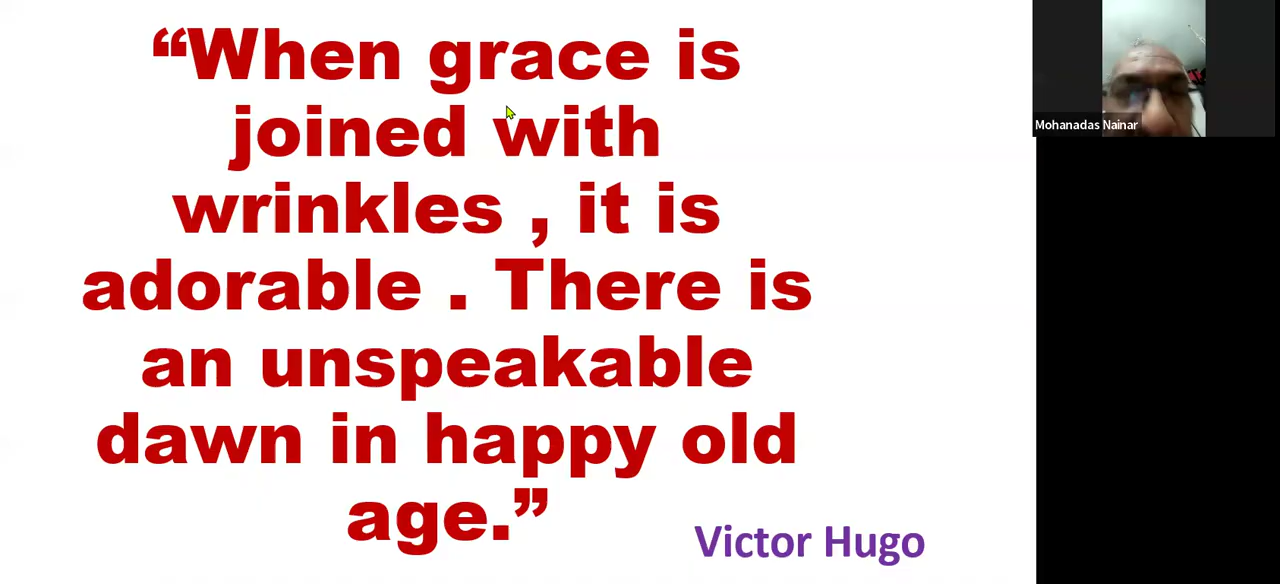 “When grace is
joined with
wrinkles , it is
adorable . There is
an unspeakable
dawn in happy old
age.”
Victor Hugo
Mohanadas Nainar